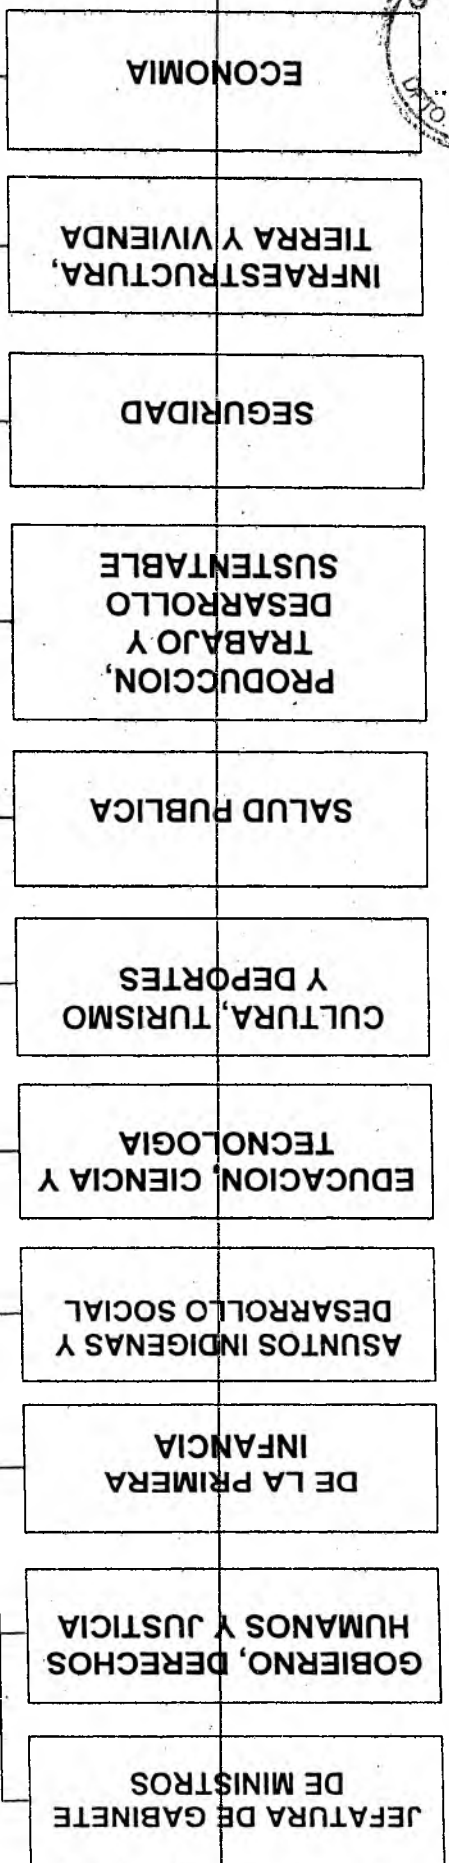 JEFATURA DE GABINETE
DE MINISTROS
GOBIERNO, DERECHOS
HUMANOS Y JUSTICIA
DE LA PRIMERA
INFANCIA
ASUNTOS INDIGENAS Y
DESARROLLO SOCIAL
EDUCACION, CIENCIA Y
TECNOLOGIA
CULTURA, TURISMO
Y DEPORTES
SALUD PUBLICA
PRODUCCION,
TRABAJO Y
DESARROLLO
SUSTENTABLE
SEGURIDAD
INFRAESTRUCTURA,
TIERRA Y VIVIENDA
ECONOMIA
DPTO.